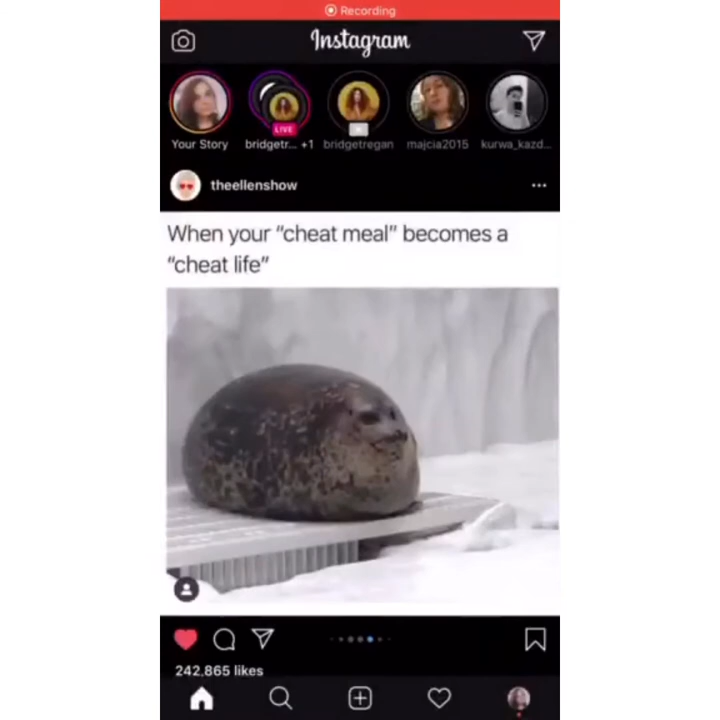 Recording
Instagram
LIVE
Your Story bridgetr... +1 bridgetregan majcia2015 kurwa_kazd...
theellenshow
When your “cheat meal” becomes a
“cheat life”
242,865 likes